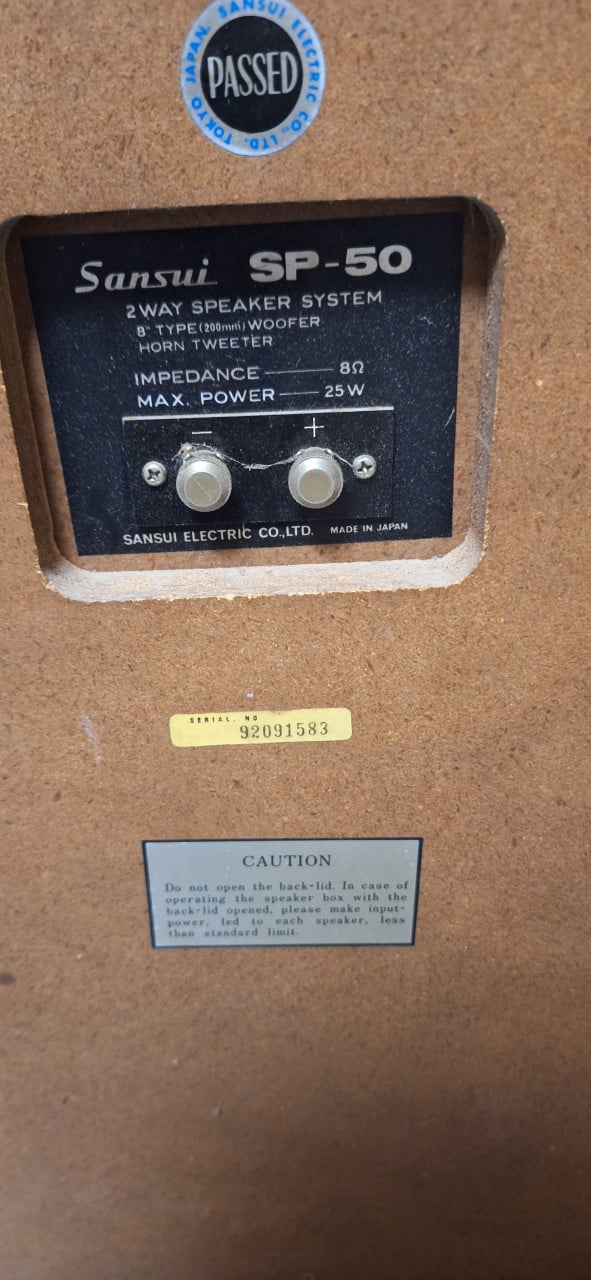 SANSUI ELECTRIC CO., LTD. TOKYO JAPAN.
PASSED
Sansui SP-50
2 WAY SPEAKER SYSTEM
8" TYPE (200mm) WOOFER
HORN TWEETER
IMPEDANCE 8Ω
MAX. POWER 25W
− +
SANSUI ELECTRIC CO.,LTD. MADE IN JAPAN
SERIAL. NO
92091583
CAUTION
Do not open the back-lid. In case of
operating the speaker box with the
back-lid opened, please make input-
power, led to each speaker, less
than standard limit.